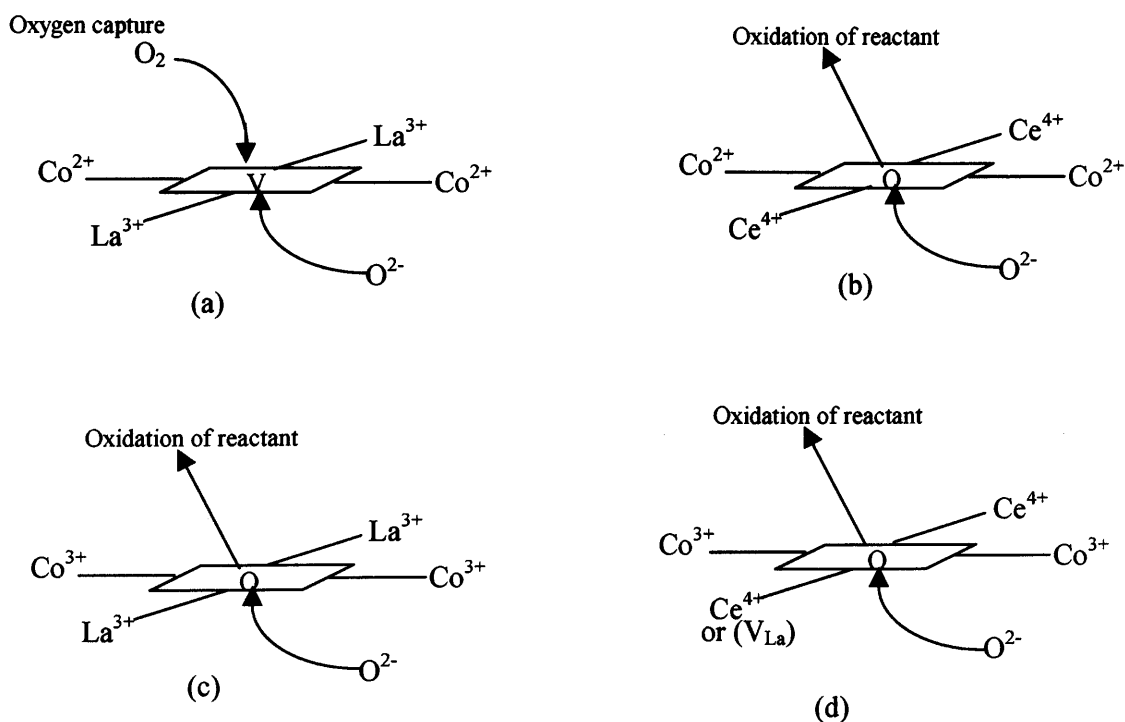 Oxygen capture
O₂
La³⁺
Co²⁺
V
Co²⁺
La³⁺
O²⁻
(a)
Oxidation of reactant
Ce⁴⁺
Co²⁺
O
Co²⁺
Ce⁴⁺
O²⁻
(b)
Oxidation of reactant
La³⁺
Co³⁺
O
Co³⁺
La³⁺
O²⁻
(c)
Oxidation of reactant
Ce⁴⁺
Co³⁺
O
Co³⁺
Ce⁴⁺
or (V_La)
O²⁻
(d)